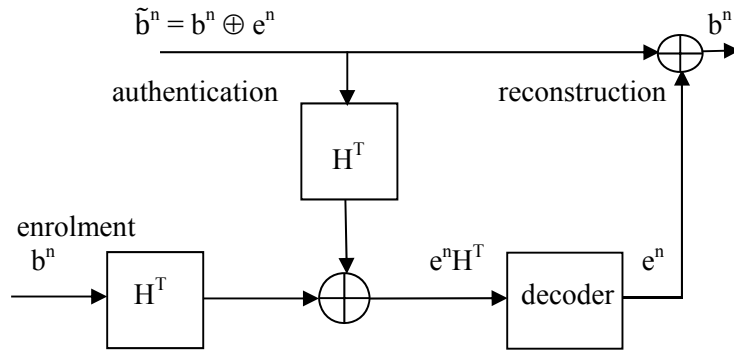 b̃ⁿ = bⁿ ⊕ eⁿ
bⁿ
authentication
reconstruction
Hᵀ
enrolment
bⁿ
Hᵀ
eⁿHᵀ
decoder
eⁿ